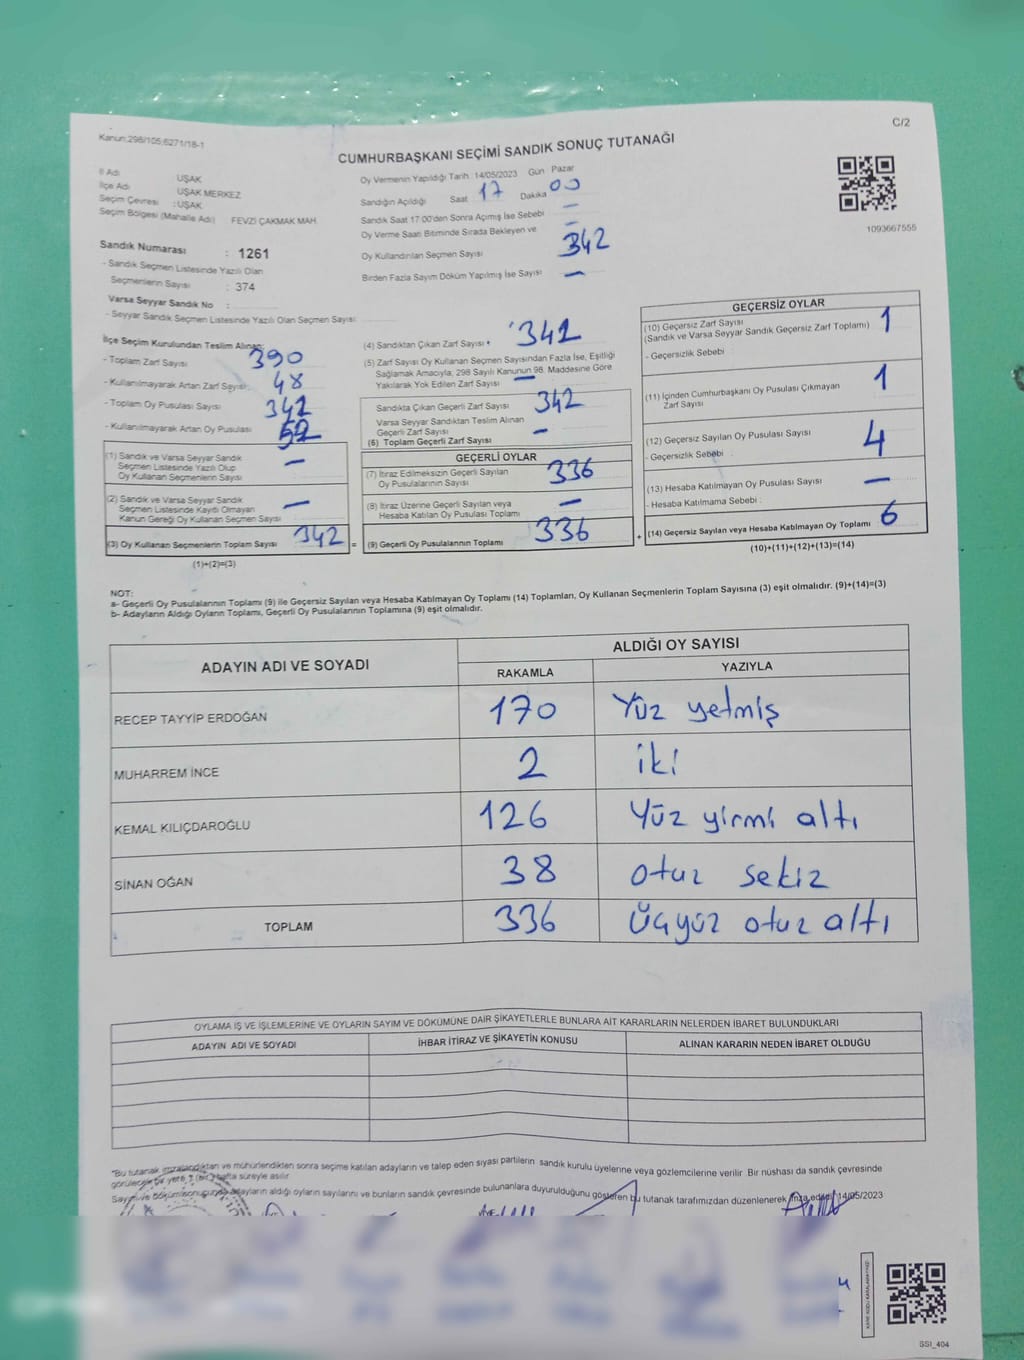 Kanun:298/105,6271/18-1
C/2
CUMHURBAŞKANI SEÇİMİ SANDIK SONUÇ TUTANAĞI
İl Adı UŞAK
İlçe Adı UŞAK MERKEZ
Seçim Çevresi : UŞAK
Seçim Bölgesi (Mahalle Adı) FEVZİ ÇAKMAK MAH.
Sandık Numarası : 1261
- Sandık Seçmen Listesinde Yazılı Olan
Seçmenlerin Sayısı : 374
Varsa Seyyar Sandık No :
- Seyyar Sandık Seçmen Listesinde Yazılı Olan Seçmen Sayısı:
Oy Vermenin Yapıldığı Tarih :14/05/2023 Gün : Pazar
Sandığın Açıldığı Saat 17 Dakika 00
Sandık Saat 17:00'den Sonra Açımış İse Sebebi —
Oy Verme Saati Bitiminde Sırada Bekleyen ve —
Oy Kullandırılan Seçmen Sayısı 342
Birden Fazla Sayım Döküm Yapılmış İse Sayısı —
1093667555
İlçe Seçim Kurulundan Teslim Alınan:
- Toplam Zarf Sayısı 390
- Kullanılmayarak Artan Zarf Sayısı: 48
- Toplam Oy Pusulası Sayısı 342
- Kullanılmayarak Artan Oy Pusulası
(1) Sandık ve Varsa Seyyar Sandık
Seçmen Listesinde Yazılı Olup
Oy Kullanan Seçmenlerin Sayısı —
(2) Sandık ve Varsa Seyyar Sandık
Seçmen Listesinde Kayıtlı Olmayan
Kanun Gereği Oy Kullanan Seçmen Sayısı —
(3) Oy Kullanan Seçmenlerin Toplam Sayısı 342 =
(1)+(2)=(3)
(4) Sandıktan Çıkan Zarf Sayısı 342
(5) Zarf Sayısı Oy Kullanan Seçmen Sayısından Fazla İse, Eşitliği
Sağlamak Amacıyla, 298 Sayılı Kanunun 98. Maddesine Göre
Yakılarak Yok Edilen Zarf Sayısı —
Sandıkta Çıkan Geçerli Zarf Sayısı 342
Varsa Seyyar Sandıktan Teslim Alınan
Geçerli Zarf Sayısı —
(6) Toplam Geçerli Zarf Sayısı
GEÇERLİ OYLAR
(7) İtiraz Edilmeksizin Geçerli Sayılan
Oy Pusulalarının Sayısı 336
(8) İtiraz Üzerine Geçerli Sayılan veya
Hesaba Katılan Oy Pusulası Toplamı —
(9) Geçerli Oy Pusulalarının Toplamı 336 +
GEÇERSİZ OYLAR
(10) Geçersiz Zarf Sayısı
(Sandık ve Varsa Seyyar Sandık Geçersiz Zarf Toplamı) 1
- Geçersizlik Sebebi :
(11) İçinden Cumhurbaşkanı Oy Pusulası Çıkmayan
Zarf Sayısı 1
(12) Geçersiz Sayılan Oy Pusulası Sayısı 4
- Geçersizlik Sebebi :
(13) Hesaba Katılmayan Oy Pusulası Sayısı —
- Hesaba Katılmama Sebebi :
(14) Geçersiz Sayılan veya Hesaba Katılmayan Oy Toplamı 6
(10)+(11)+(12)+(13)=(14)
NOT:
a- Geçerli Oy Pusulalarının Toplamı (9) ile Geçersiz Sayılan veya Hesaba Katılmayan Oy Toplamı (14) Toplamları, Oy Kullanan Seçmenlerin Toplam Sayısına (3) eşit olmalıdır. (9)+(14)=(3)
b- Adayların Aldığı Oyların Toplamı, Geçerli Oy Pusulalarının Toplamına (9) eşit olmalıdır.
ADAYIN ADI VE SOYADI
ALDIĞI OY SAYISI
RAKAMLA YAZIYLA
RECEP TAYYİP ERDOĞAN 170 Yüz yetmiş
MUHARREM İNCE 2 iki
KEMAL KILIÇDAROĞLU 126 Yüz yirmi altı
SİNAN OĞAN 38 otuz sekiz
TOPLAM 336 Üçyüz otuz altı
OYLAMA İŞ VE İŞLEMLERİNE VE OYLARIN SAYIM VE DÖKÜMÜNE DAİR ŞİKAYETLERLE BUNLARA AİT KARARLARIN NELERDEN İBARET BULUNDUKLARI
ADAYIN ADI VE SOYADI İHBAR İTİRAZ VE ŞİKAYETİN KONUSU ALINAN KARARIN NEDEN İBARET OLDUĞU
"Bu tutanak imzalandıktan ve mühürlendikten sonra seçime katılan adayların ve talep eden siyasi partilerin sandık kurulu üyelerine veya gözlemcilerine verilir. Bir nüshası da sandık çevresinde
görülecek bir yere 1 (bir) hafta süreyle asılır.
Sayım ve döküm sonucunda adayların aldığı oyların sayılarını ve bunların sandık çevresinde bulunanlara duyurulduğunu gösteren bu tutanak tarafımızdan düzenlenerek imza edildi. 14/05/2023
SSI_404